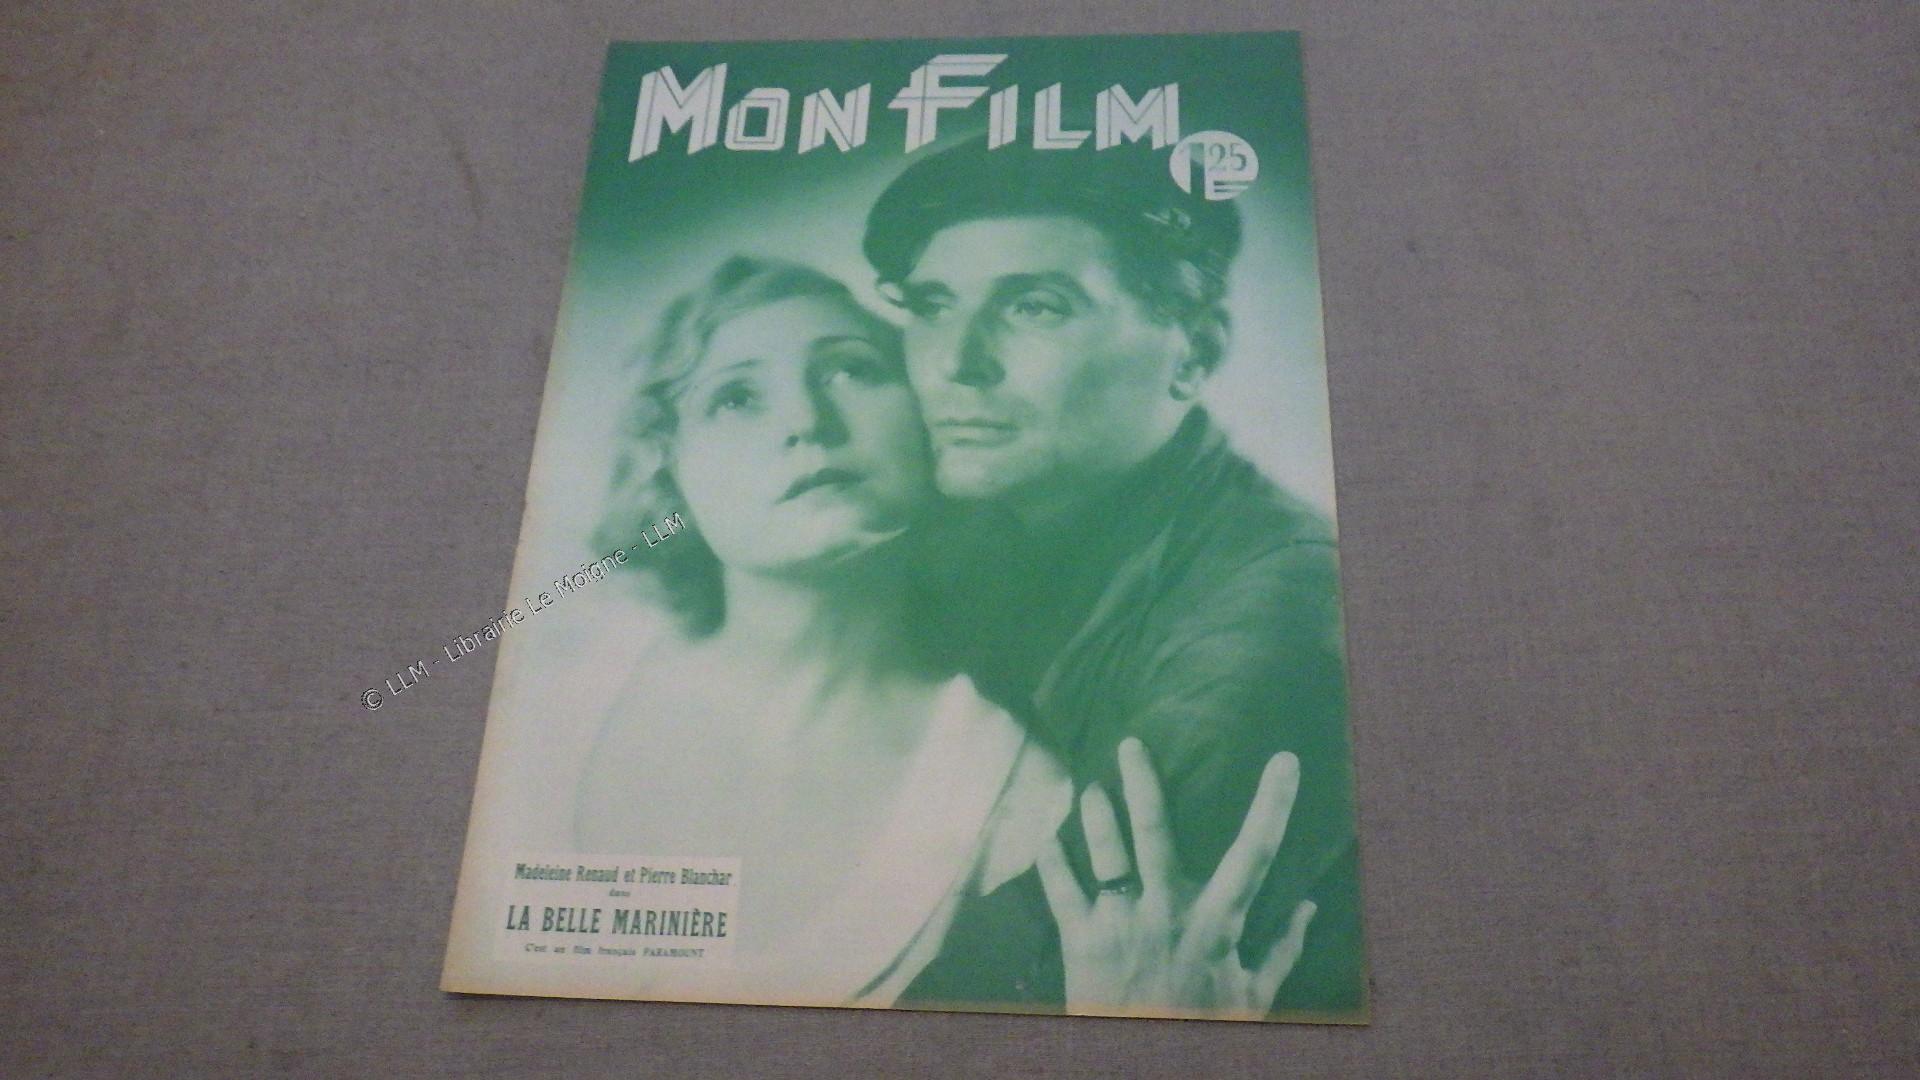 MON FILM
1F 25
© LLM - Librairie Le Moigne - LLM
Madeleine Renaud et Pierre Blanchar
dans
LA BELLE MARINIÈRE
C'est un film français PARAMOUNT